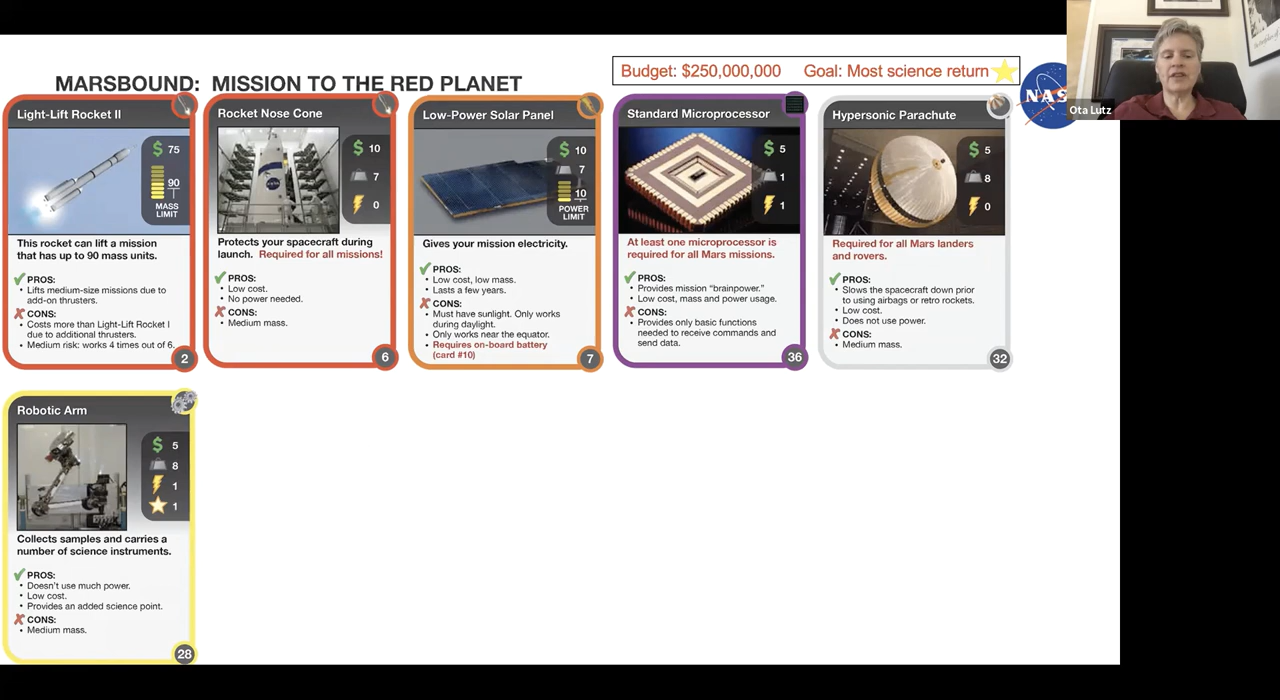 MARSBOUND: MISSION TO THE RED PLANET
Budget: $250,000,000 Goal: Most science return
NASA
Ota Lutz
Light-Lift Rocket II
$ 75
90
MASS
LIMIT
This rocket can lift a mission
that has up to 90 mass units.
PROS:
• Lifts medium-size missions due to
add-on thrusters.
CONS:
• Costs more than Light-Lift Rocket I
due to additional thrusters.
• Medium risk: works 4 times out of 6.
2
Rocket Nose Cone
$ 10
7
0
Protects your spacecraft during
launch. Required for all missions!
PROS:
• Low cost.
• No power needed.
CONS:
• Medium mass.
6
Low-Power Solar Panel
$ 10
7
10
POWER
LIMIT
Gives your mission electricity.
PROS:
• Low cost, low mass.
• Lasts a few years.
CONS:
• Must have sunlight. Only works
during daylight.
• Only works near the equator.
• Requires on-board battery
(card #10)
7
Standard Microprocessor
$ 5
1
1
At least one microprocessor is
required for all Mars missions.
PROS:
• Provides mission “brainpower.”
• Low cost, mass and power usage.
CONS:
• Provides only basic functions
needed to receive commands and
send data.
36
Hypersonic Parachute
$ 5
8
0
Required for all Mars landers
and rovers.
PROS:
• Slows the spacecraft down prior
to using airbags or retro rockets.
• Low cost.
• Does not use power.
CONS:
• Medium mass.
32
Robotic Arm
$ 5
8
1
1
Collects samples and carries a
number of science instruments.
PROS:
• Doesn't use much power.
• Low cost.
• Provides an added science point.
CONS:
• Medium mass.
28